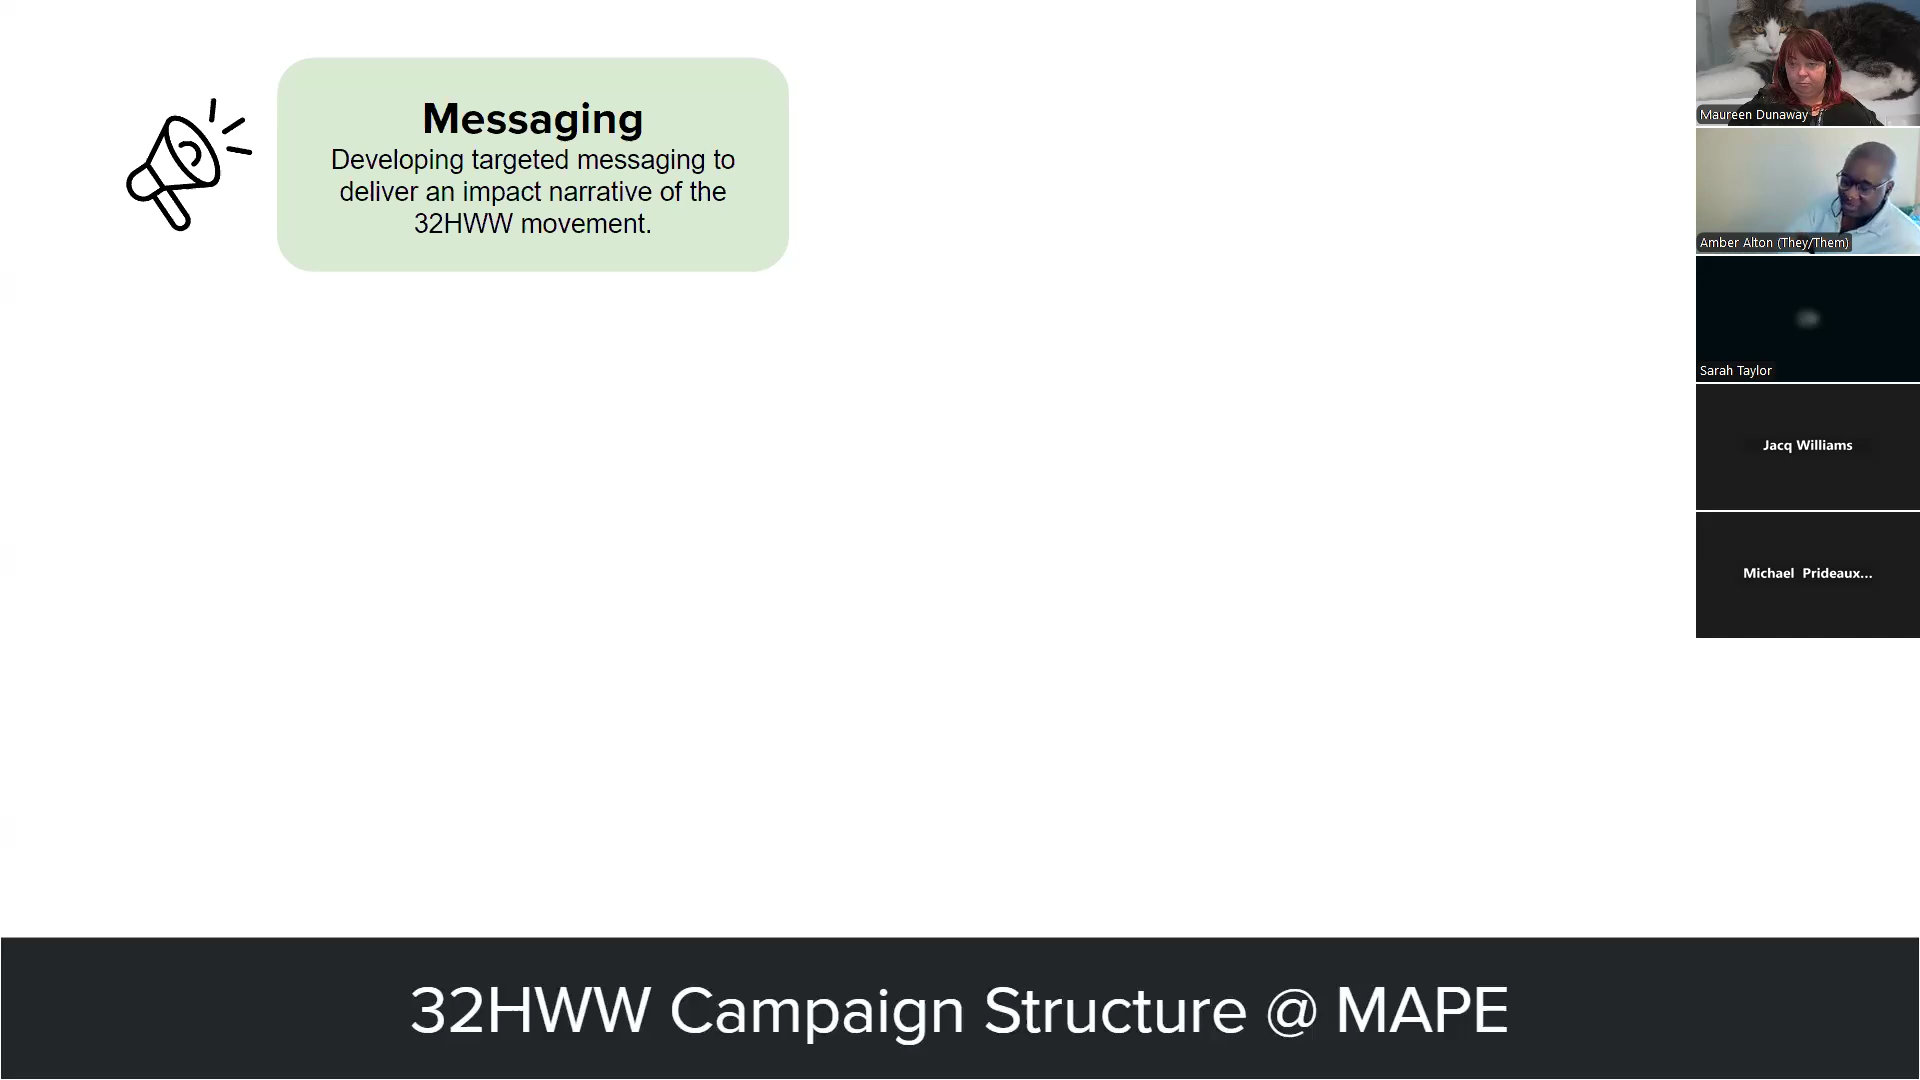 Messaging
Developing targeted messaging to
deliver an impact narrative of the
32HWW movement.
32HWW Campaign Structure @ MAPE
Maureen Dunaway
Amber Alton (They/Them)
Sarah Taylor
Jacq Williams
Michael Prideaux...